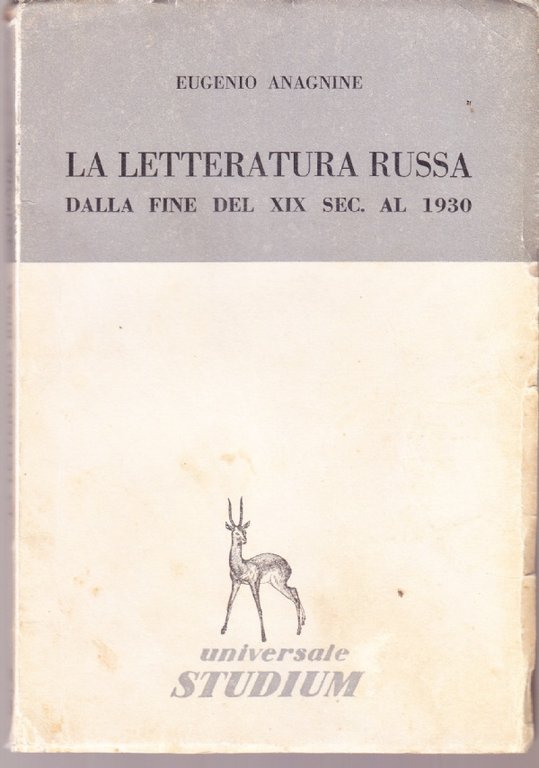 EUGENIO ANAGNINE
LA LETTERATURA RUSSA
DALLA FINE DEL XIX SEC. AL 1930
universale
STUDIUM